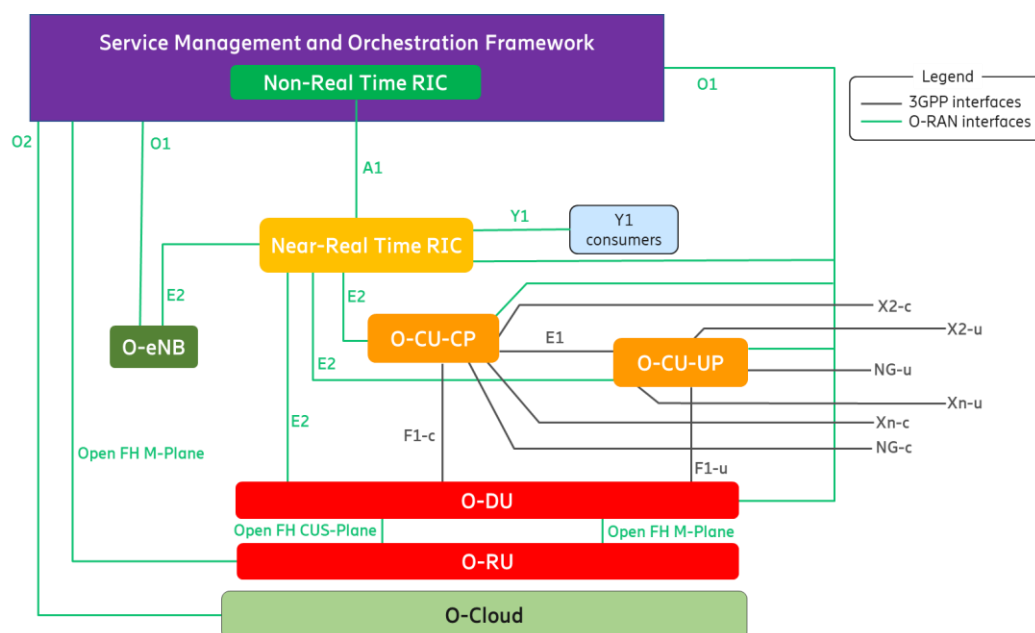 Service Management and Orchestration Framework
Non-Real Time RIC
Legend
3GPP interfaces
O-RAN interfaces
O1
O2
O1
A1
Y1
Y1
consumers
Near-Real Time RIC
E2
E2
X2-c
O-eNB
O-CU-CP
E1
X2-u
O-CU-UP
E2
NG-u
Xn-u
E2
Xn-c
F1-c
NG-c
Open FH M-Plane
F1-u
O-DU
Open FH CUS-Plane
Open FH M-Plane
O-RU
O-Cloud